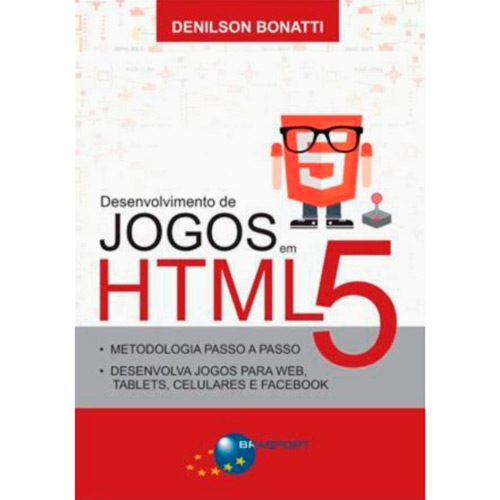 DENILSON BONATTI
Desenvolvimento de
JOGOS em
HTML5
• METODOLOGIA PASSO A PASSO
• DESENVOLVA JOGOS PARA WEB,
TABLETS, CELULARES E FACEBOOK
BRASPORT